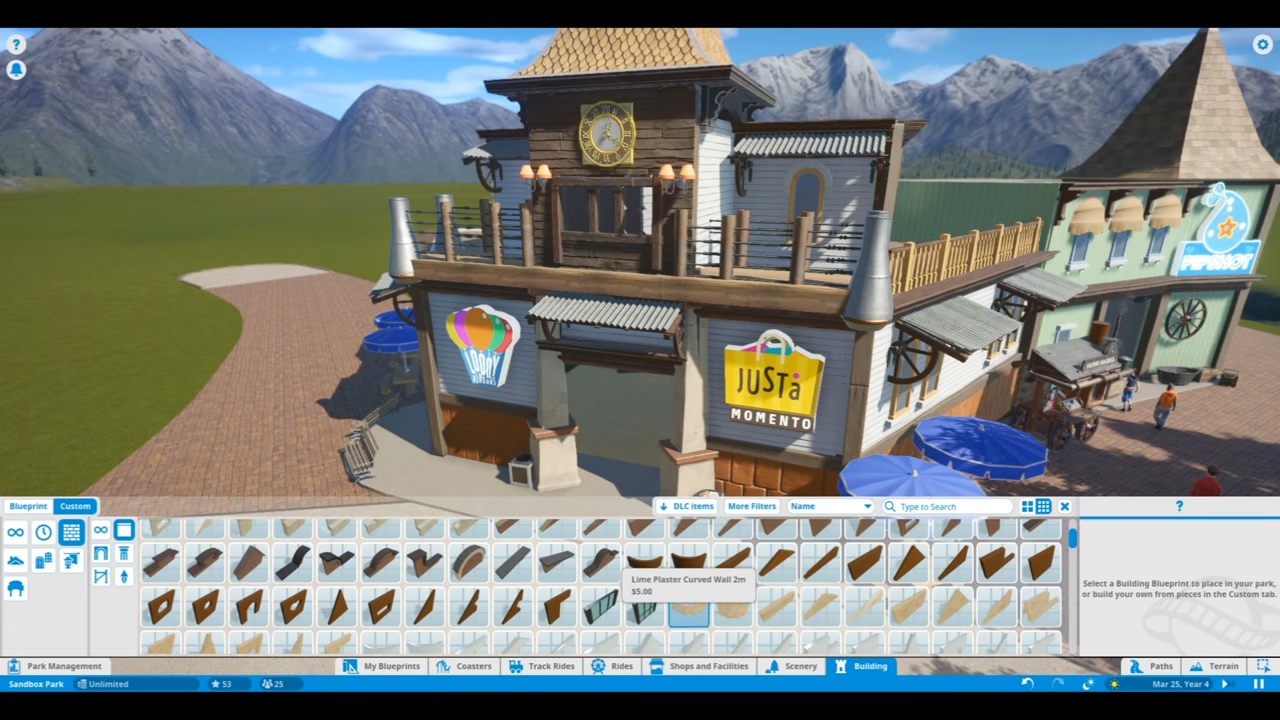 LOONY
JUSTa
MOMENTO
PIPSHOT
Blueprint
Custom
DLC items
More Filters
Name
Type to Search
?
Lime Plaster Curved Wall 2m
$5.00
Select a Building Blueprint to place in your park,
or build your own from pieces in the Custom tab.
Park Management
My Blueprints
Coasters
Track Rides
Rides
Shops and Facilities
Scenery
Building
Paths
Terrain
Sandbox Park
Unlimited
53
25
Mar 25, Year 4